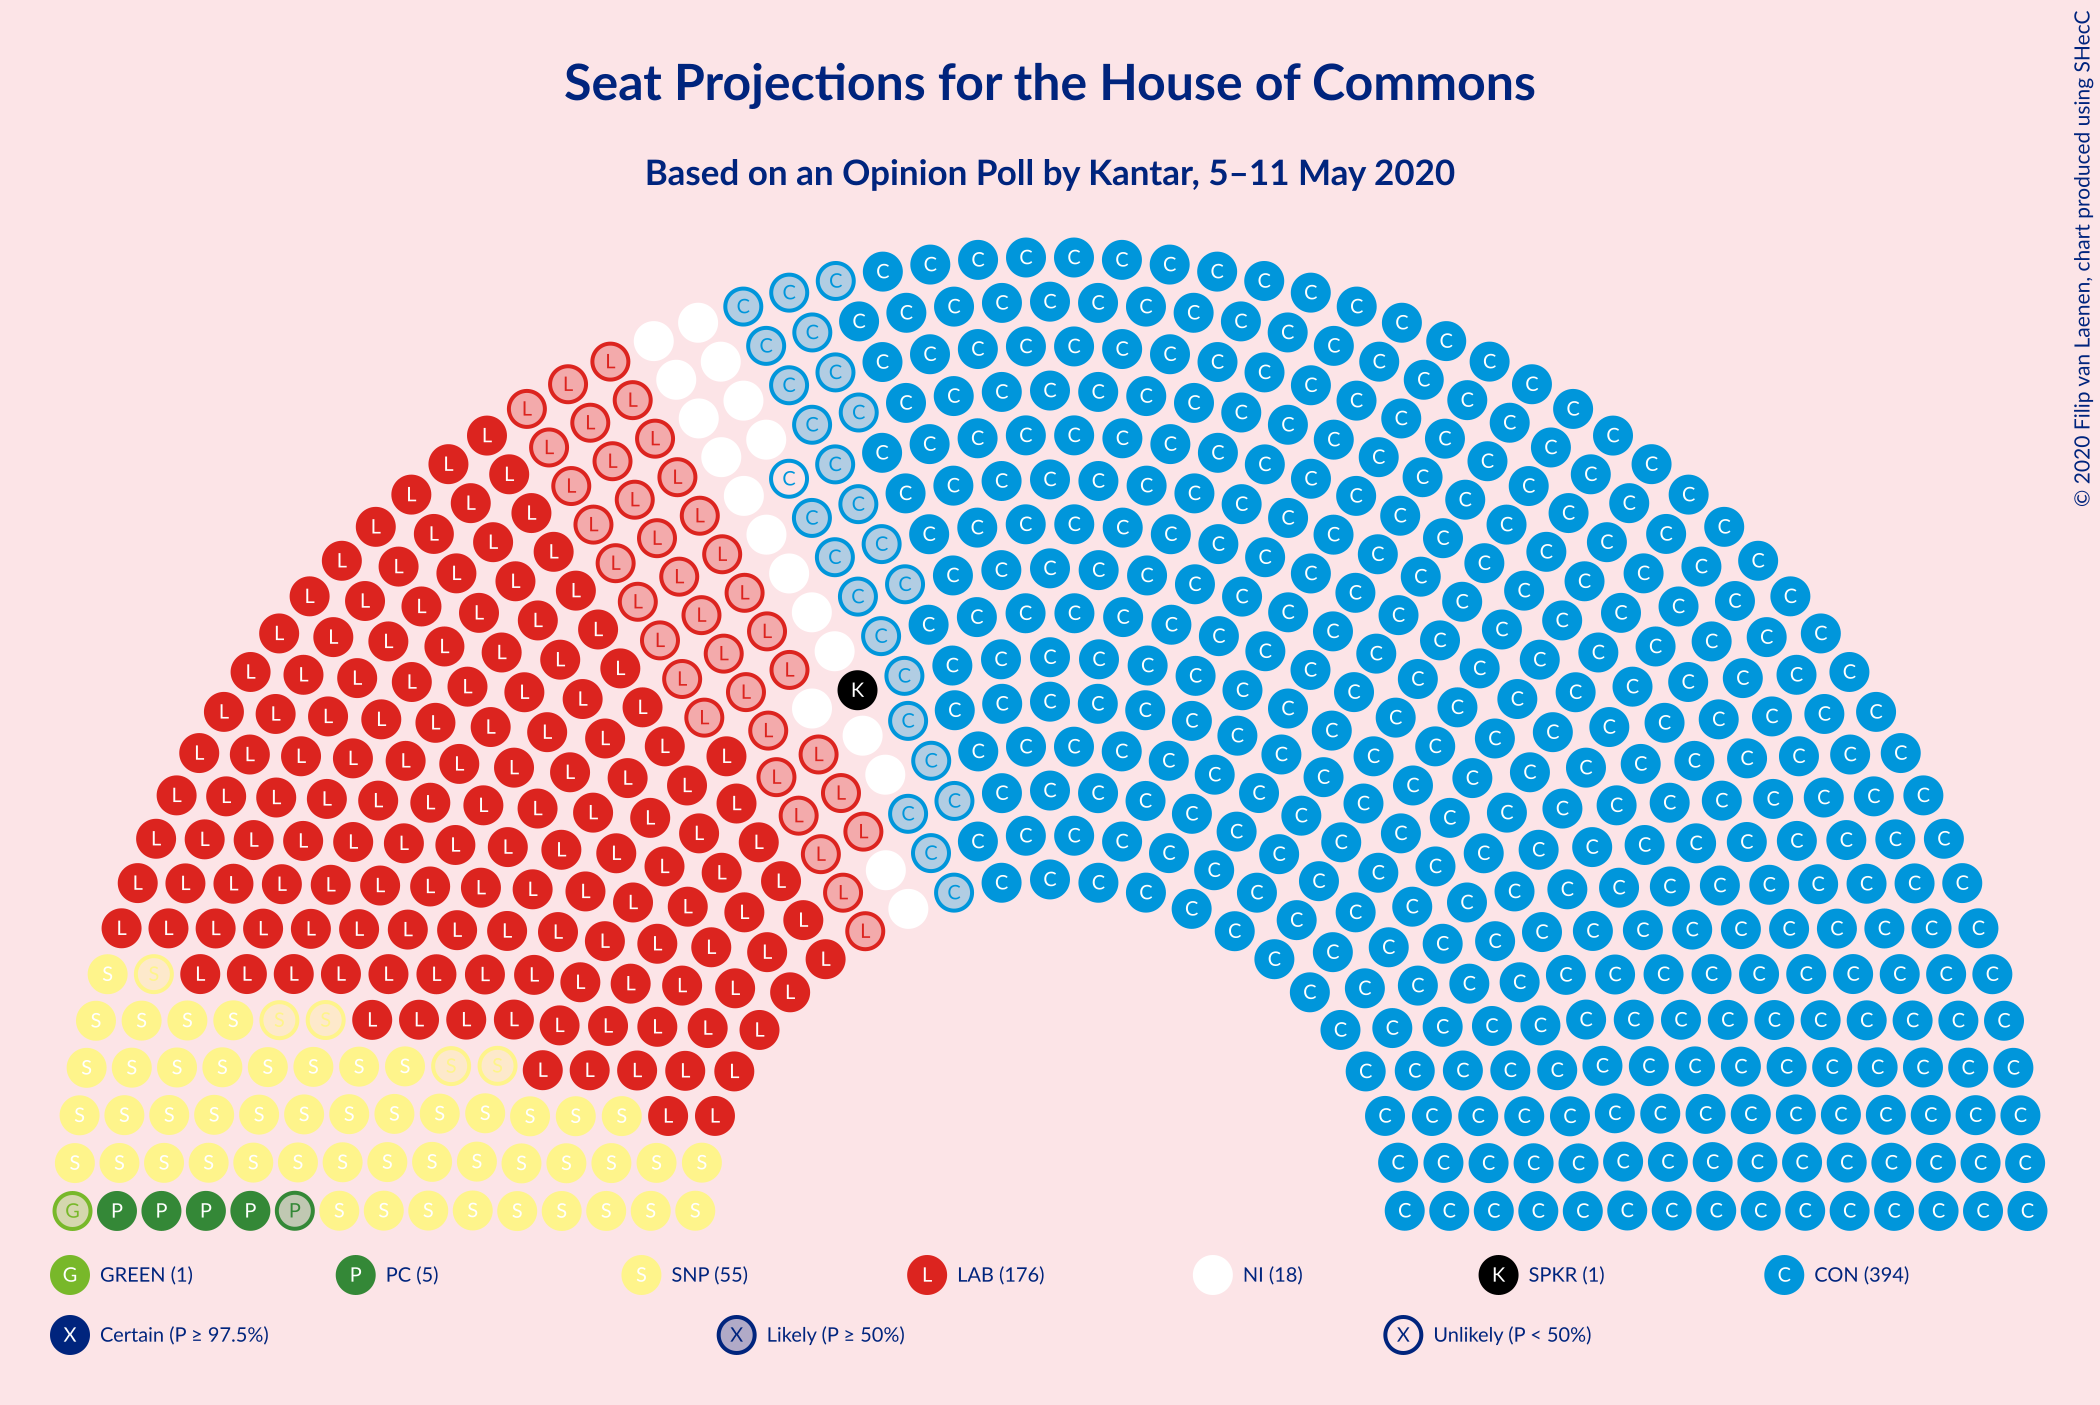 Seat Projections for the House of Commons
Based on an Opinion Poll by Kantar, 5–11 May 2020
© 2020 Filip van Laenen, chart produced using SHecC
G GREEN (1)
P PC (5)
S SNP (55)
L LAB (176)
NI (18)
K SPKR (1)
C CON (394)
X Certain (P ≥ 97.5%)
X Likely (P ≥ 50%)
X Unlikely (P < 50%)